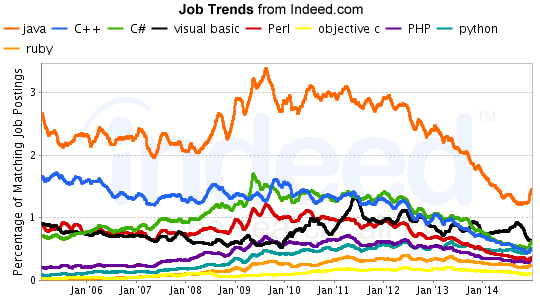 Job Trends from Indeed.com
java C++ C# visual basic Perl objective c PHP python
ruby
Percentage of Matching Job Postings
3
2
1
0
indeed™
Jan '06 Jan '07 Jan '08 Jan '09 Jan '10 Jan '11 Jan '12 Jan '13 Jan '14